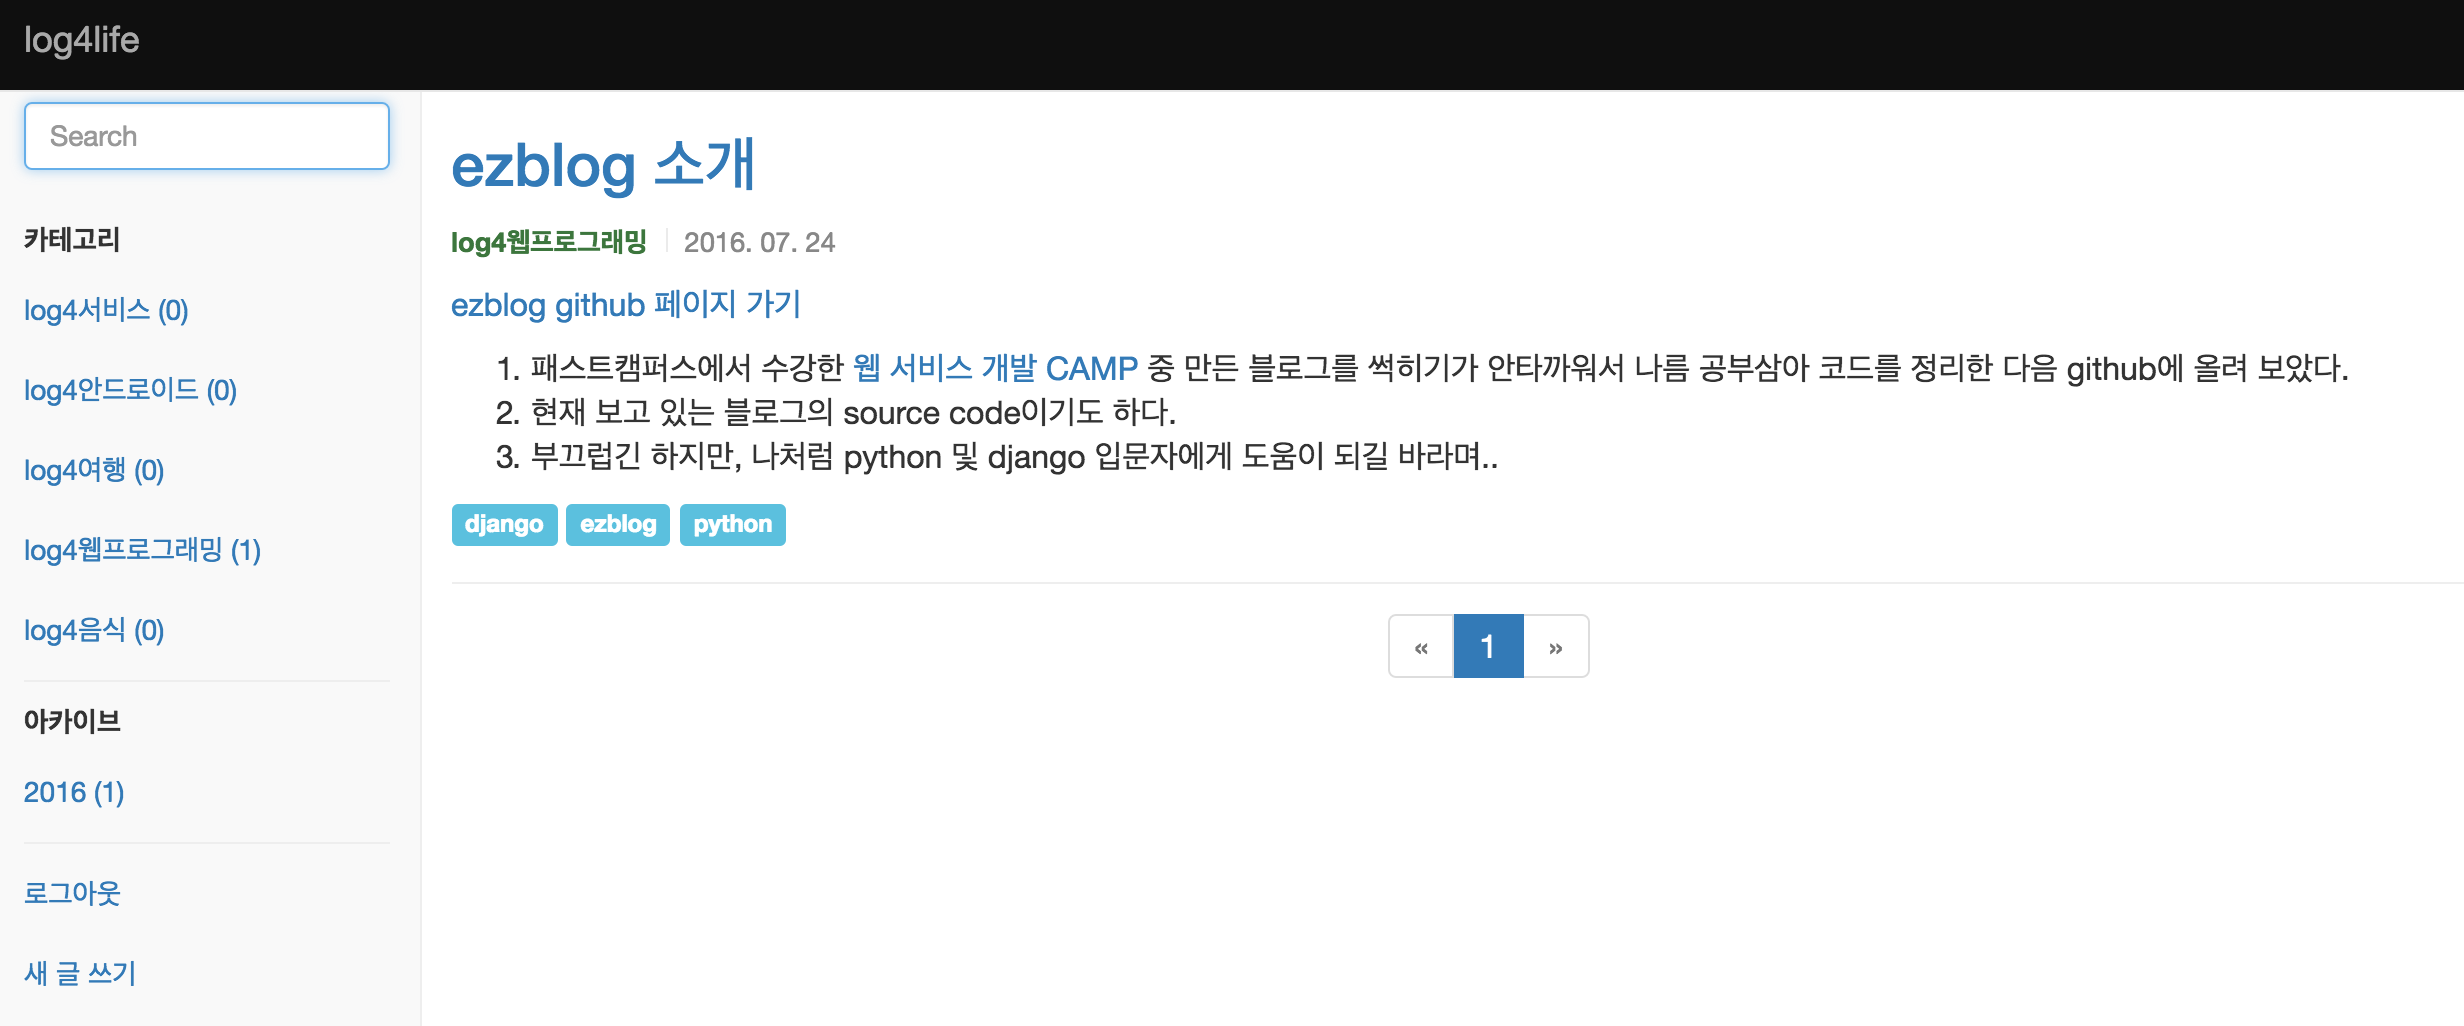 log4life
Search
카테고리
log4서비스 (0)
log4안드로이드 (0)
log4여행 (0)
log4웹프로그래밍 (1)
log4음식 (0)
아카이브
2016 (1)
로그아웃
새 글 쓰기
ezblog 소개
log4웹프로그래밍 2016. 07. 24
ezblog github 페이지 가기
1. 패스트캠퍼스에서 수강한 웹 서비스 개발 CAMP 중 만든 블로그를 썩히기가 안타까워서 나름 공부삼아 코드를 정리한 다음 github에 올려 보았다.
2. 현재 보고 있는 블로그의 source code이기도 하다.
3. 부끄럽긴 하지만, 나처럼 python 및 django 입문자에게 도움이 되길 바라며..
django ezblog python
« 1 »